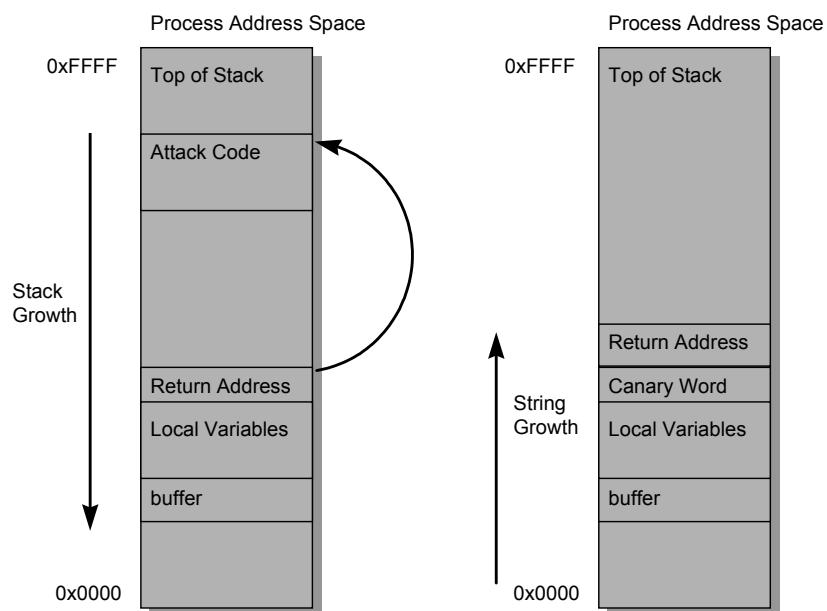 Process Address Space
0xFFFF
Top of Stack
Attack Code
Stack
Growth
Return Address
Local Variables
buffer
0x0000
Process Address Space
0xFFFF
Top of Stack
Return Address
Canary Word
String
Growth
Local Variables
buffer
0x0000